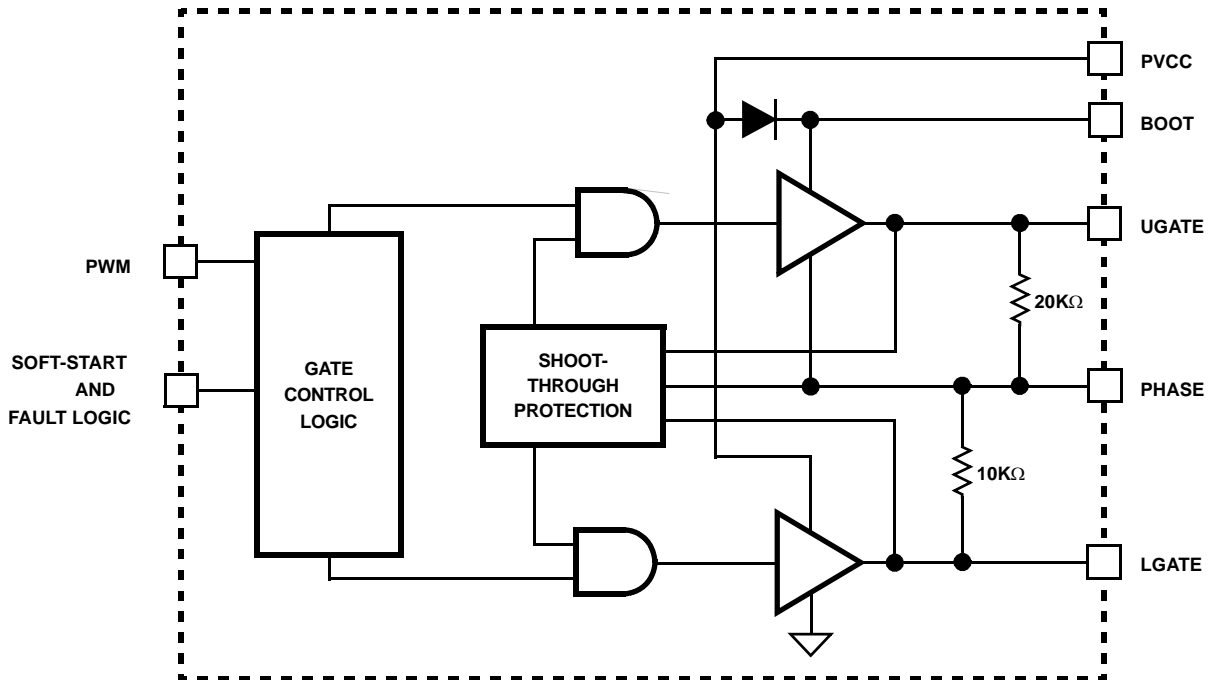 PVCC
BOOT
UGATE
PWM
20KΩ
SOFT-START
AND
FAULT LOGIC
GATE
CONTROL
LOGIC
SHOOT-
THROUGH
PROTECTION
PHASE
10KΩ
LGATE